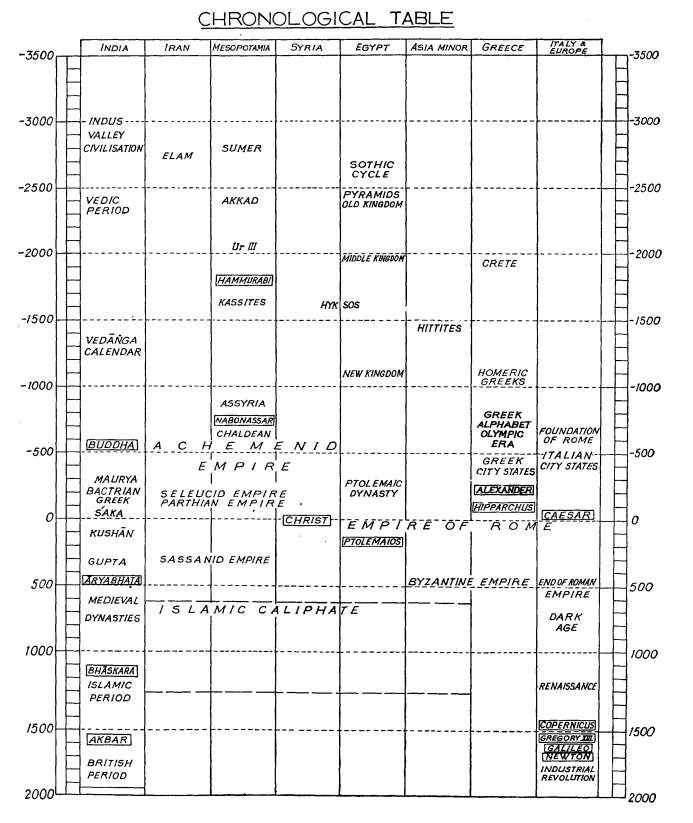 CHRONOLOGICAL TABLE
INDIA IRAN MESOPOTAMIA SYRIA EGYPT ASIA MINOR GREECE ITALY & EUROPE
-3500 -3500
-3000 INDUS -3000
VALLEY
CIVILISATION ELAM SUMER
SOTHIC
CYCLE
-2500 -2500
VEDIC AKKAD PYRAMIDS
PERIOD OLD KINGDOM
Ur III
-2000 MIDDLE KINGDOM CRETE -2000
HAMMURABI
KASSITES HYK SOS
-1500 HITTITES -1500
VEDĀṄGA
CALENDAR
NEW KINGDOM HOMERIC
GREEKS
-1000 -1000
ASSYRIA GREEK
NABONASSAR ALPHABET
CHALDEAN OLYMPIC FOUNDATION
BUDDHA ACHEMENID ERA OF ROME
-500 EMPIRE GREEK ITALIAN -500
CITY STATES CITY STATES
MAURYA PTOLEMAIC
BACTRIAN SELEUCID EMPIRE DYNASTY ALEXANDER
GREEK PARTHIAN EMPIRE HIPPARCHUS
ŚAKA CAESAR
0 CHRIST EMPIRE OF ROME 0
KUSHĀN PTOLEMAIOS
GUPTA SASSANID EMPIRE
ĀRYABHAṬA BYZANTINE EMPIRE END OF ROMAN
500 EMPIRE 500
MEDIEVAL ISLAMIC CALIPHATE
DYNASTIES DARK
AGE
1000 1000
BHĀSKARA
ISLAMIC RENAISSANCE
PERIOD
COPERNICUS
1500 1500
AKBAR GREGORY XIII
GALILEO
NEWTON
BRITISH INDUSTRIAL
PERIOD REVOLUTION
2000 2000